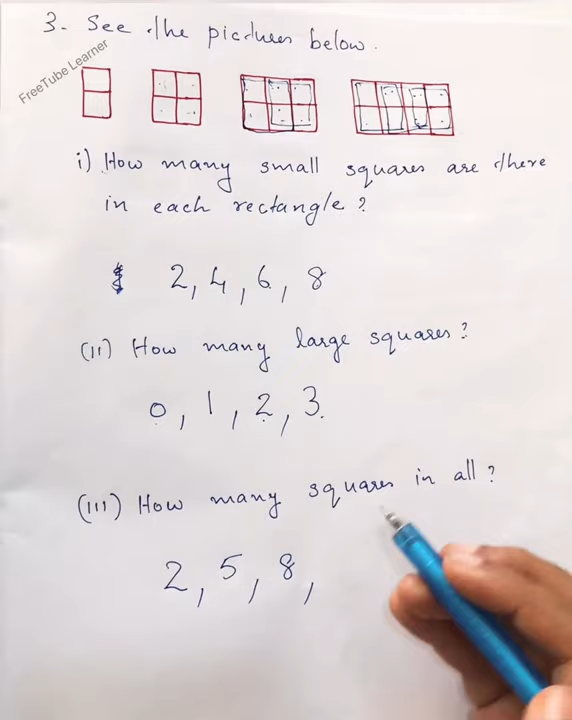 3. See the pictures below.
FreeTube Learner
i) How many small squares are there
in each rectangle?
2, 4, 6, 8
(ii) How many large squares?
0, 1, 2, 3.
(iii) How many squares in all?
2, 5, 8,